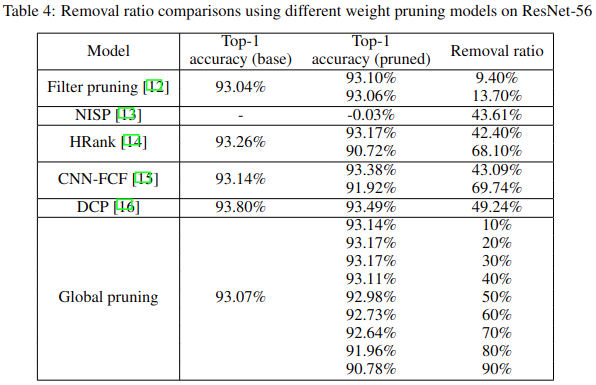 Table 4: Removal ratio comparisons using different weight pruning models on ResNet-56
Model Top-1 accuracy (base) Top-1 accuracy (pruned) Removal ratio
Filter pruning [12] 93.04% 93.10% 9.40%
93.06% 13.70%
NISP [13] - -0.03% 43.61%
HRank [14] 93.26% 93.17% 42.40%
90.72% 68.10%
CNN-FCF [15] 93.14% 93.38% 43.09%
91.92% 69.74%
DCP [16] 93.80% 93.49% 49.24%
Global pruning 93.07% 93.14% 10%
93.17% 20%
93.17% 30%
93.11% 40%
92.98% 50%
92.73% 60%
92.64% 70%
91.96% 80%
90.78% 90%